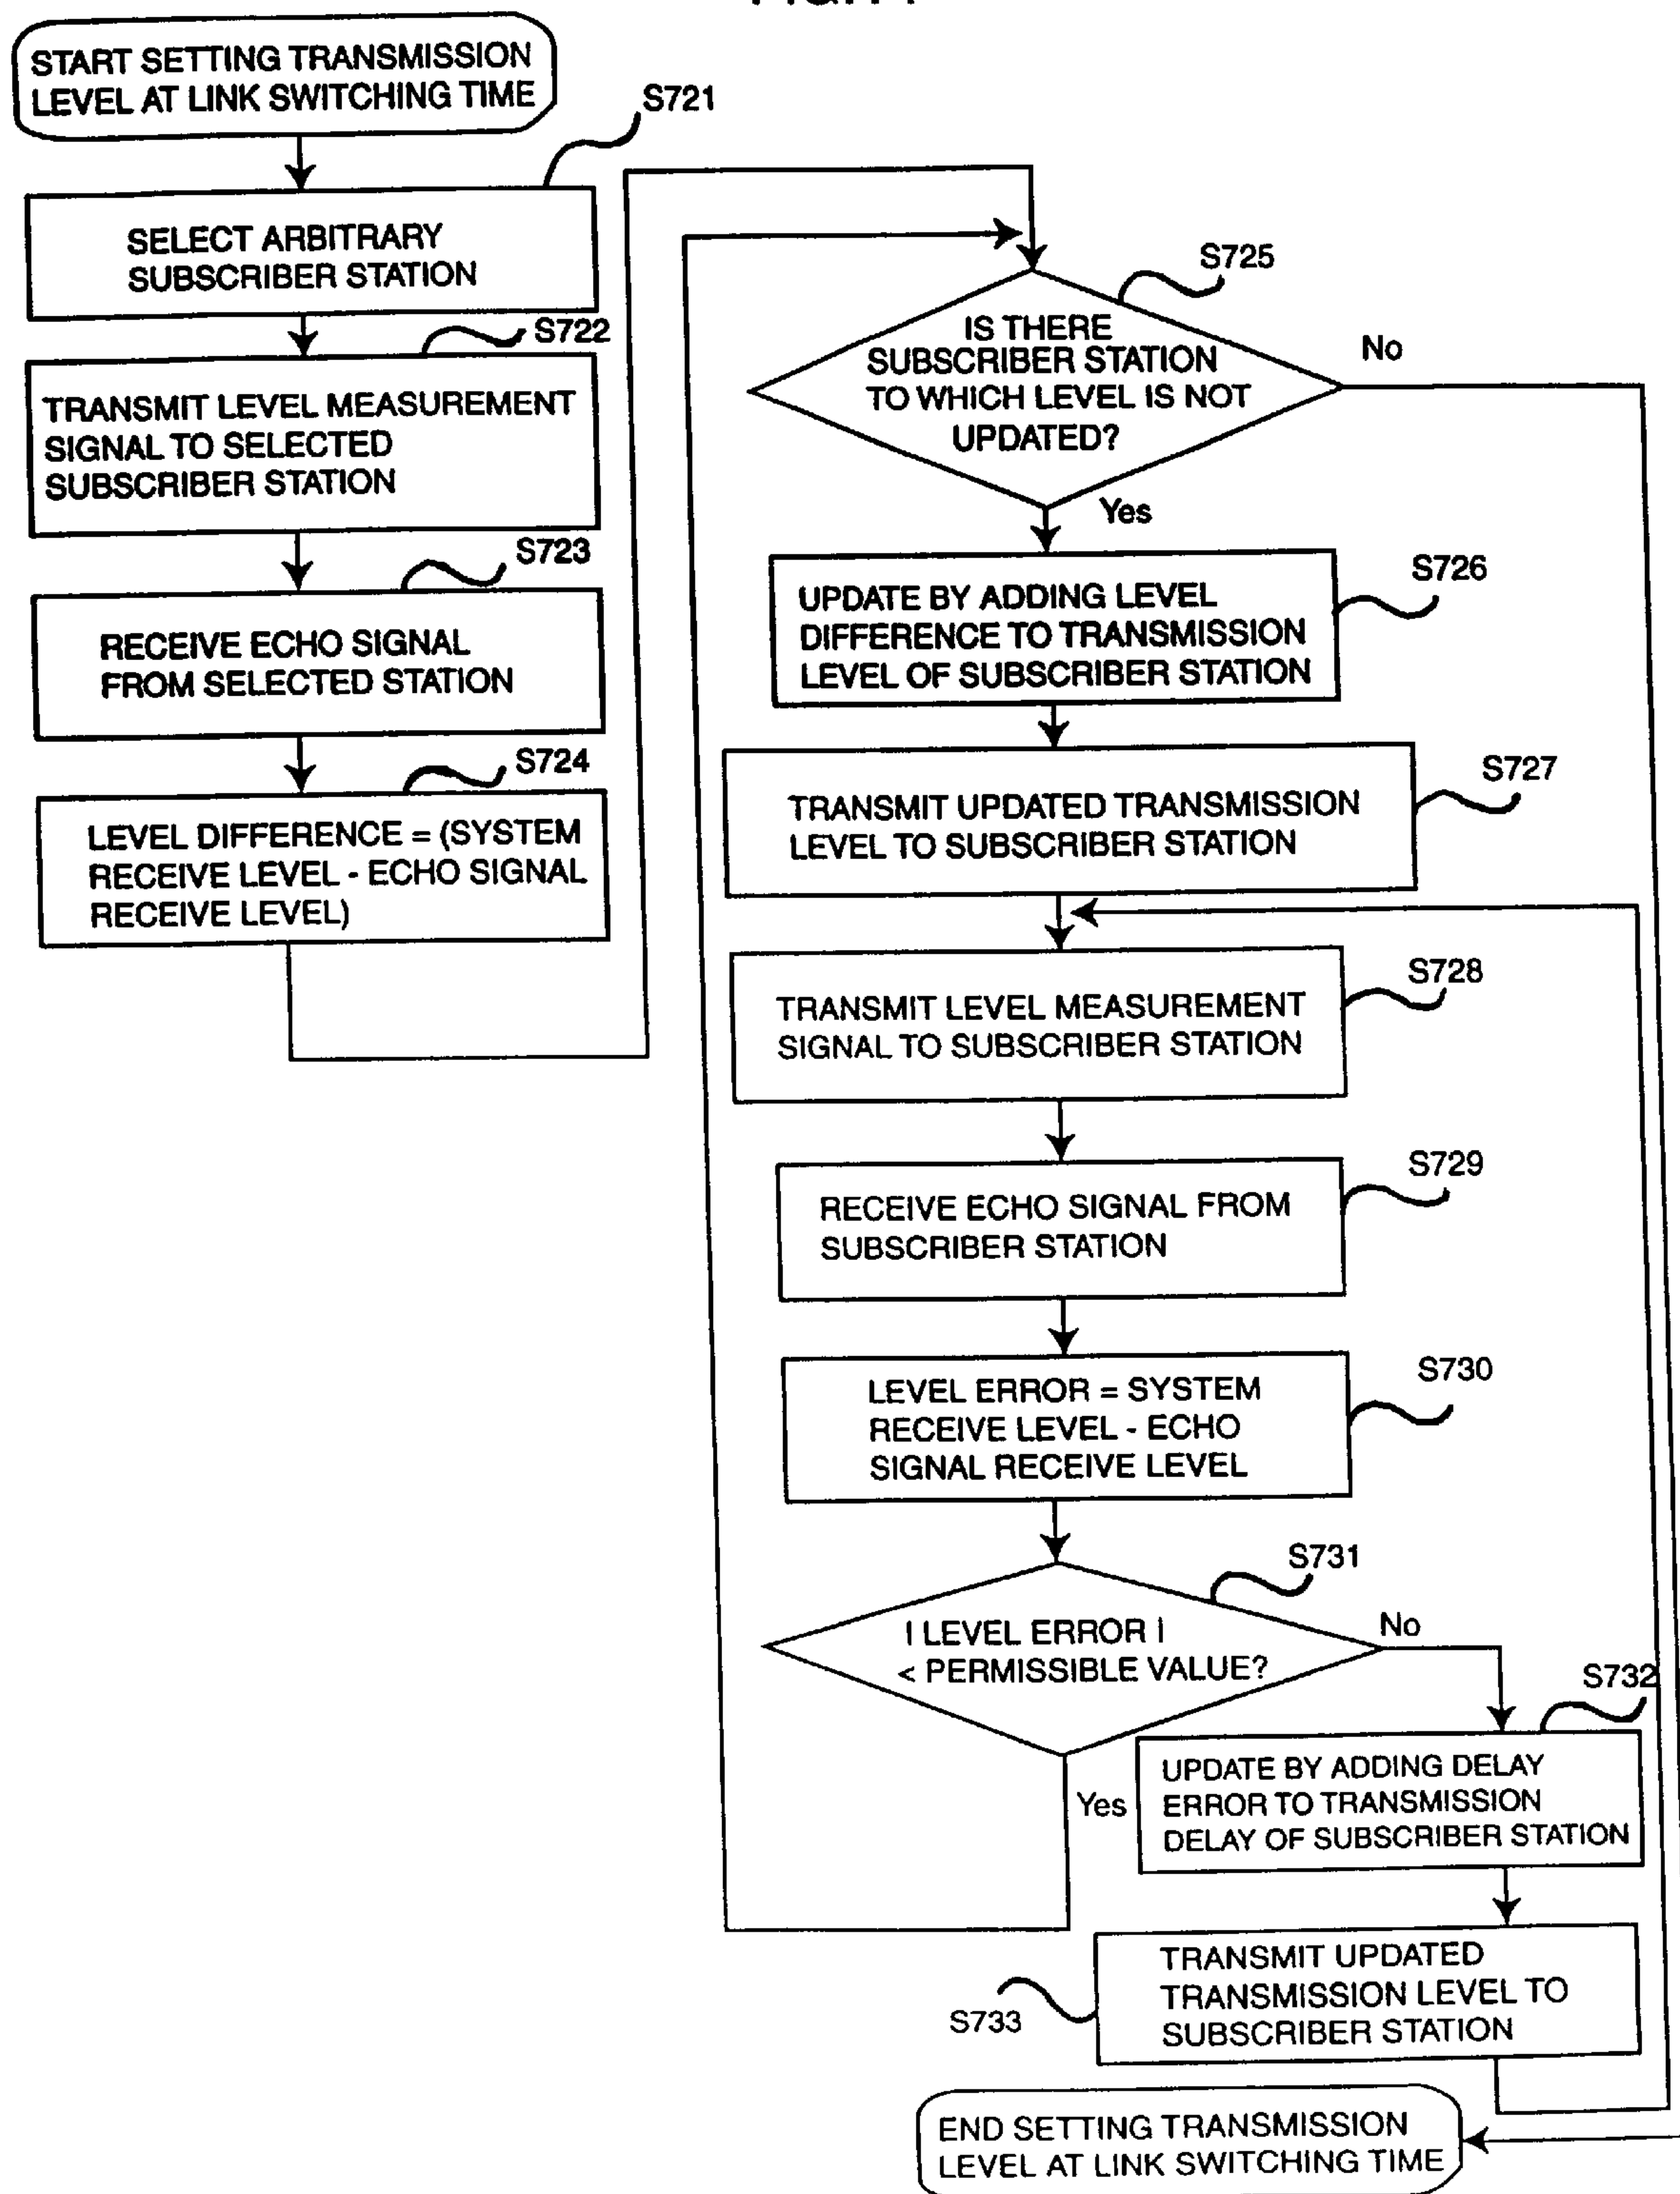 START SETTING TRANSMISSION
LEVEL AT LINK SWITCHING TIME
S721
SELECT ARBITRARY
SUBSCRIBER STATION
S722
TRANSMIT LEVEL MEASUREMENT
SIGNAL TO SELECTED
SUBSCRIBER STATION
S723
RECEIVE ECHO SIGNAL
FROM SELECTED STATION
S724
LEVEL DIFFERENCE = (SYSTEM
RECEIVE LEVEL - ECHO SIGNAL
RECEIVE LEVEL)
S725
IS THERE
SUBSCRIBER STATION
TO WHICH LEVEL IS NOT
UPDATED?
No
Yes
S726
UPDATE BY ADDING LEVEL
DIFFERENCE TO TRANSMISSION
LEVEL OF SUBSCRIBER STATION
S727
TRANSMIT UPDATED TRANSMISSION
LEVEL TO SUBSCRIBER STATION
S728
TRANSMIT LEVEL MEASUREMENT
SIGNAL TO SUBSCRIBER STATION
S729
RECEIVE ECHO SIGNAL FROM
SUBSCRIBER STATION
S730
LEVEL ERROR = SYSTEM
RECEIVE LEVEL - ECHO
SIGNAL RECEIVE LEVEL
S731
| LEVEL ERROR |
< PERMISSIBLE VALUE?
No
Yes
S732
UPDATE BY ADDING DELAY
ERROR TO TRANSMISSION
DELAY OF SUBSCRIBER STATION
S733
TRANSMIT UPDATED
TRANSMISSION LEVEL TO
SUBSCRIBER STATION
END SETTING TRANSMISSION
LEVEL AT LINK SWITCHING TIME